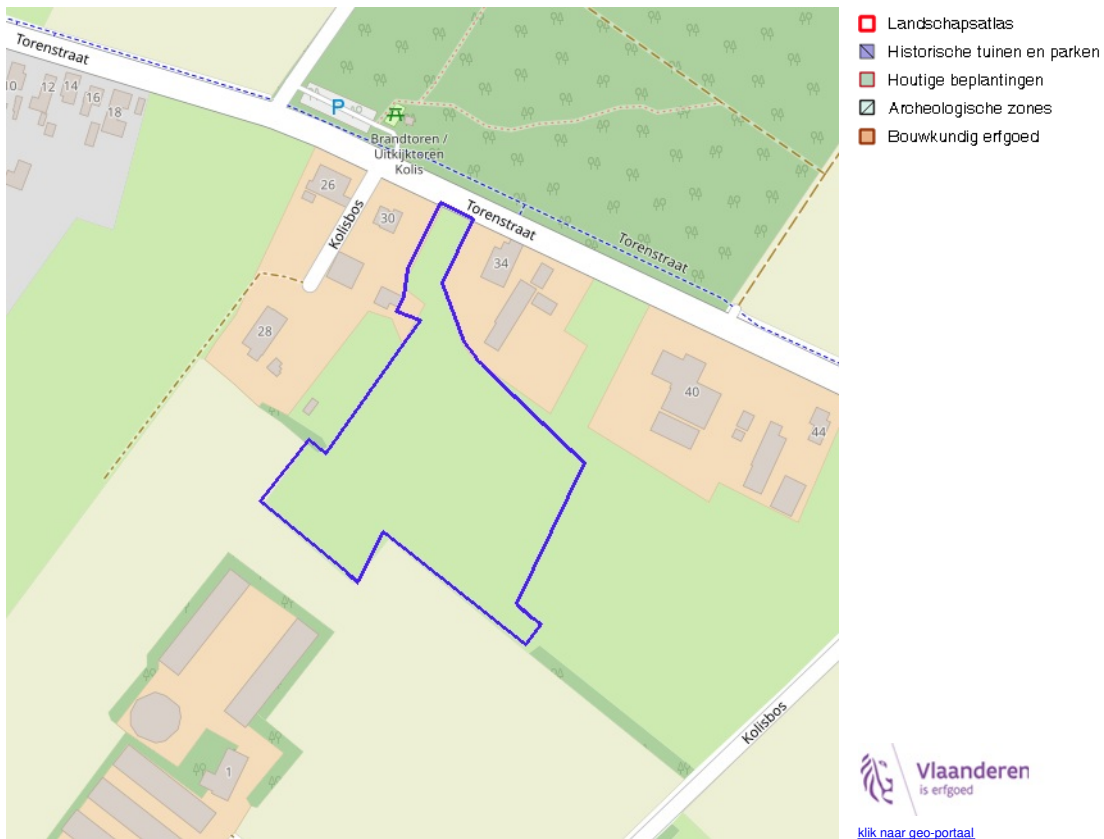 Torenstraat
10
12
14
16
18
P
Brandtoren /
Uitkijktoren
Kolis
26
30
Kolisbos
Torenstraat
Torenstraat
34
28
40
44
Kolisbos
1
Landschapsatlas
Historische tuinen en parken
Houtige beplantingen
Archeologische zones
Bouwkundig erfgoed
Vlaanderen
is erfgoed
klik naar geo-portaal